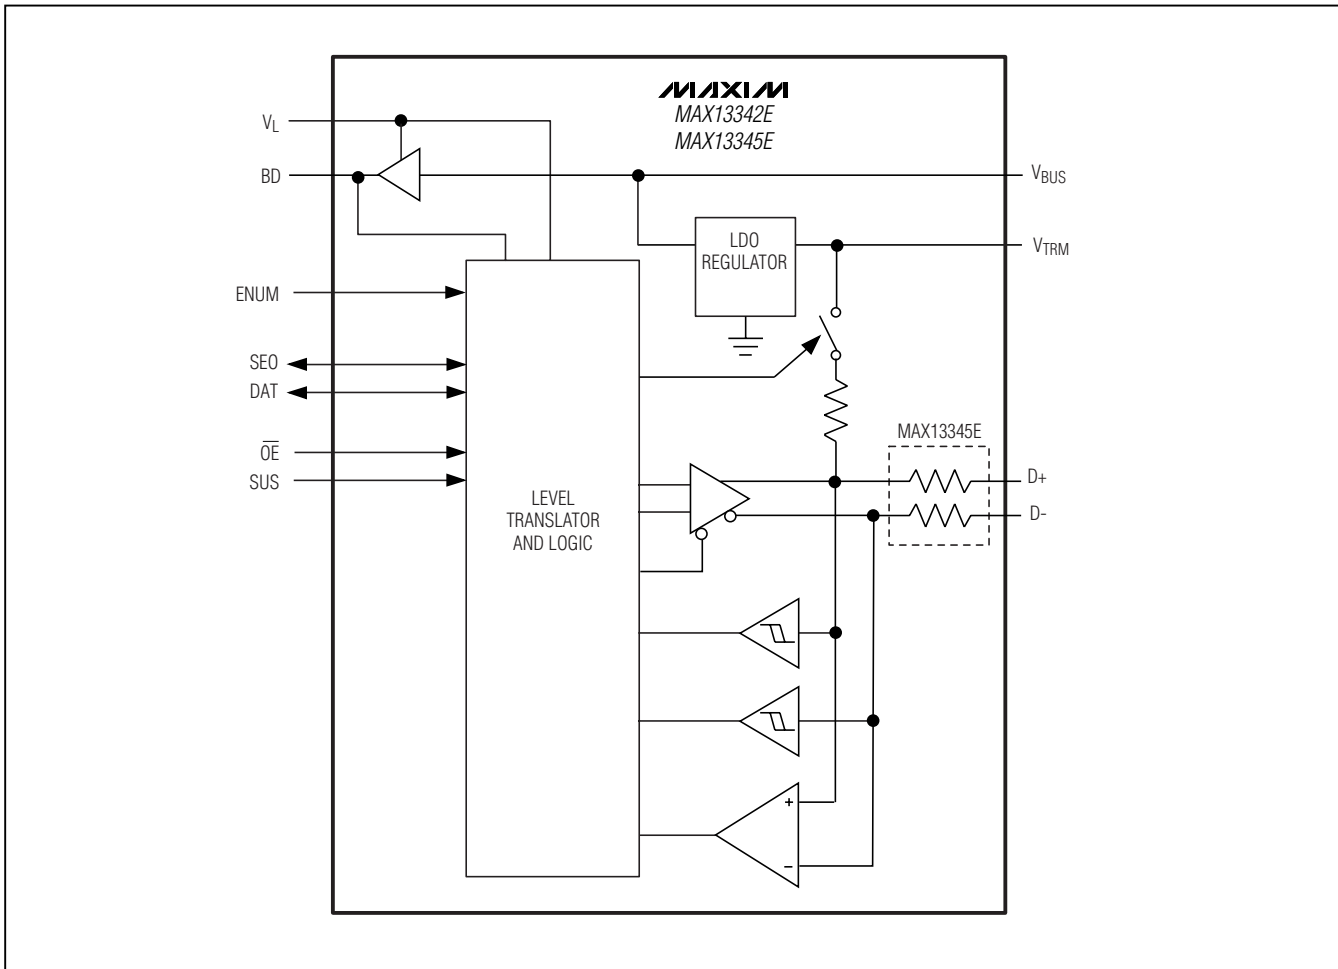 MAXIM
MAX13342E
MAX13345E
VL
BD
VBUS
LDO
REGULATOR
VTRM
ENUM
SEO
DAT
OE
SUS
MAX13345E
D+
D-
LEVEL
TRANSLATOR
AND LOGIC
+
−